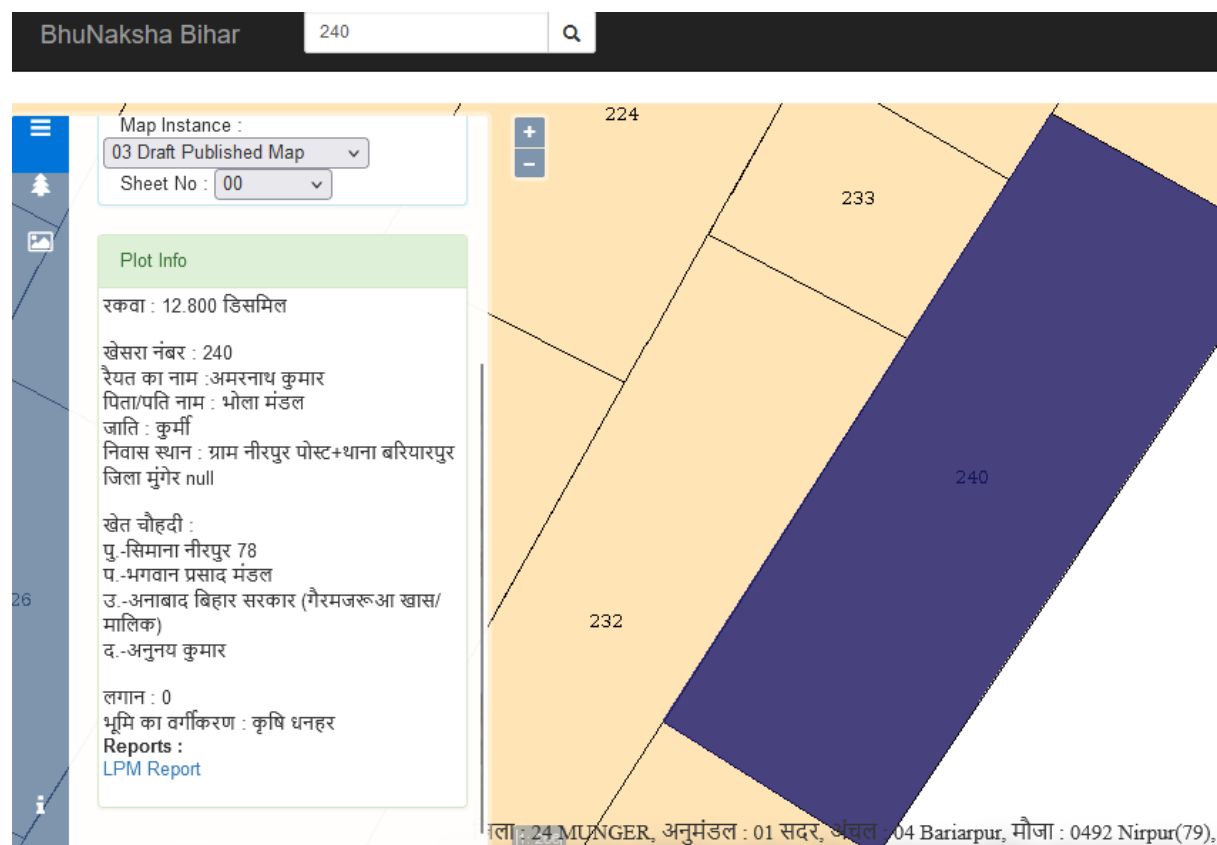 BhuNaksha Bihar
240
Map Instance :
03 Draft Published Map
Sheet No : 00
Plot Info
रकवा : 12.800 डिसमिल
खेसरा नंबर : 240
रैयत का नाम :अमरनाथ कुमार
पिता/पति नाम : भोला मंडल
जाति : कुर्मी
निवास स्थान : ग्राम नीरपुर पोस्ट+थाना बरियारपुर
जिला मुंगेर null
खेत चौहदी :
पु.-सिमाना नीरपुर 78
प.-भगवान प्रसाद मंडल
उ.-अनाबाद बिहार सरकार (गैरमजरूआ खास/
मालिक)
द.-अनुनय कुमार
लगान : 0
भूमि का वर्गीकरण : कृषि धनहर
Reports :
LPM Report
+
−
224
233
240
232
26
: 24 MUNGER, अनुमंडल : 01 सदर, अंचल : 04 Bariarpur, मौजा : 0492 Nirpur(79),